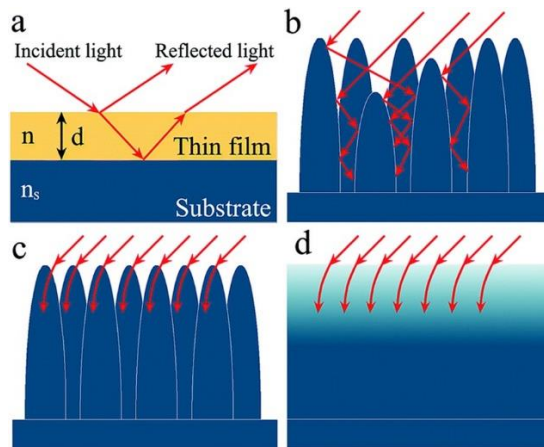 a
Incident light Reflected light
n d Thin film
nₛ
Substrate
b
c
d